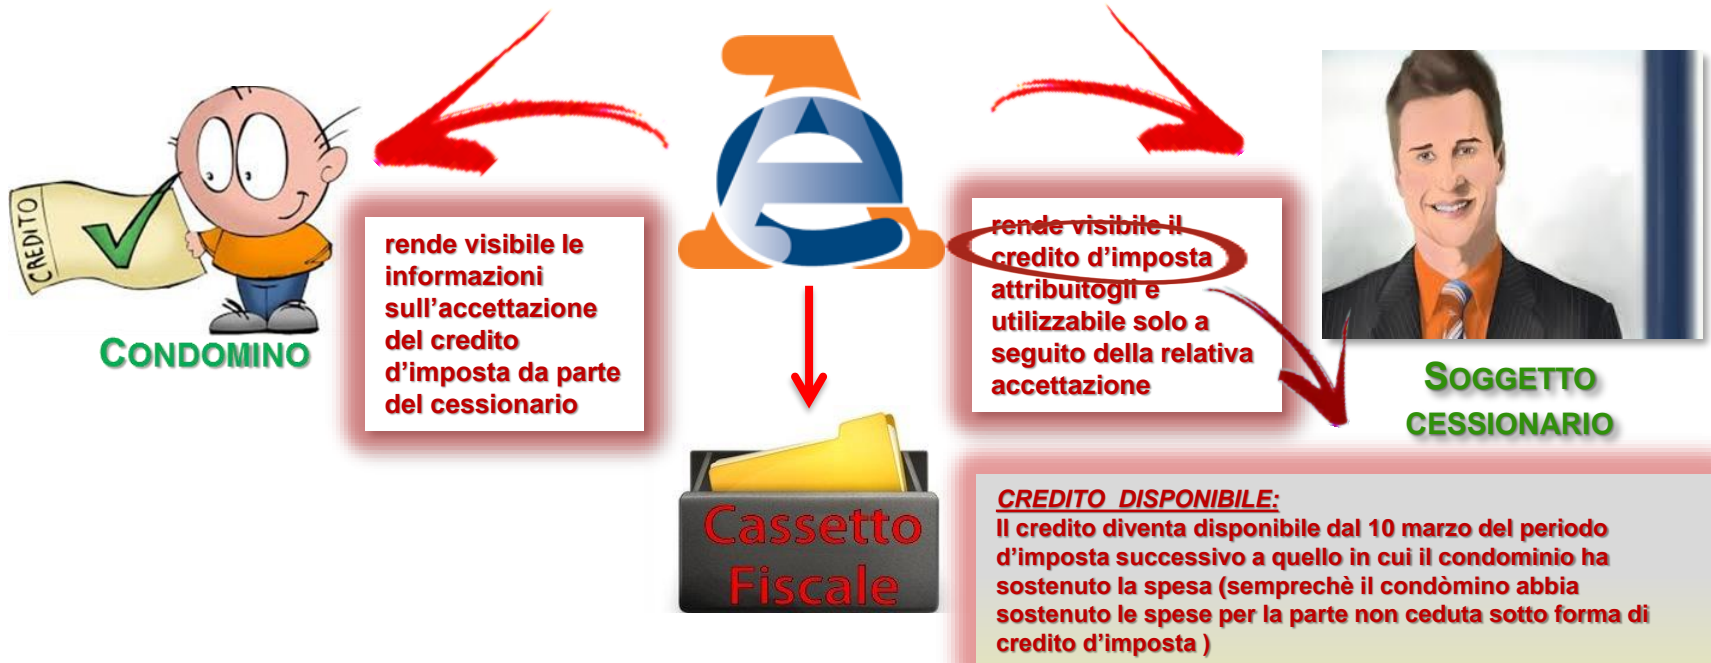 CREDITO
CONDOMINO
rende visibile le
informazioni
sull'accettazione
del credito
d'imposta da parte
del cessionario
Cassetto
Fiscale
rende visibile il
credito d'imposta
attribuitogli e
utilizzabile solo a
seguito della relativa
accettazione
SOGGETTO
CESSIONARIO
CREDITO DISPONIBILE:
Il credito diventa disponibile dal 10 marzo del periodo
d'imposta successivo a quello in cui il condominio ha
sostenuto la spesa (semprechè il condòmino abbia
sostenuto le spese per la parte non ceduta sotto forma di
credito d'imposta )